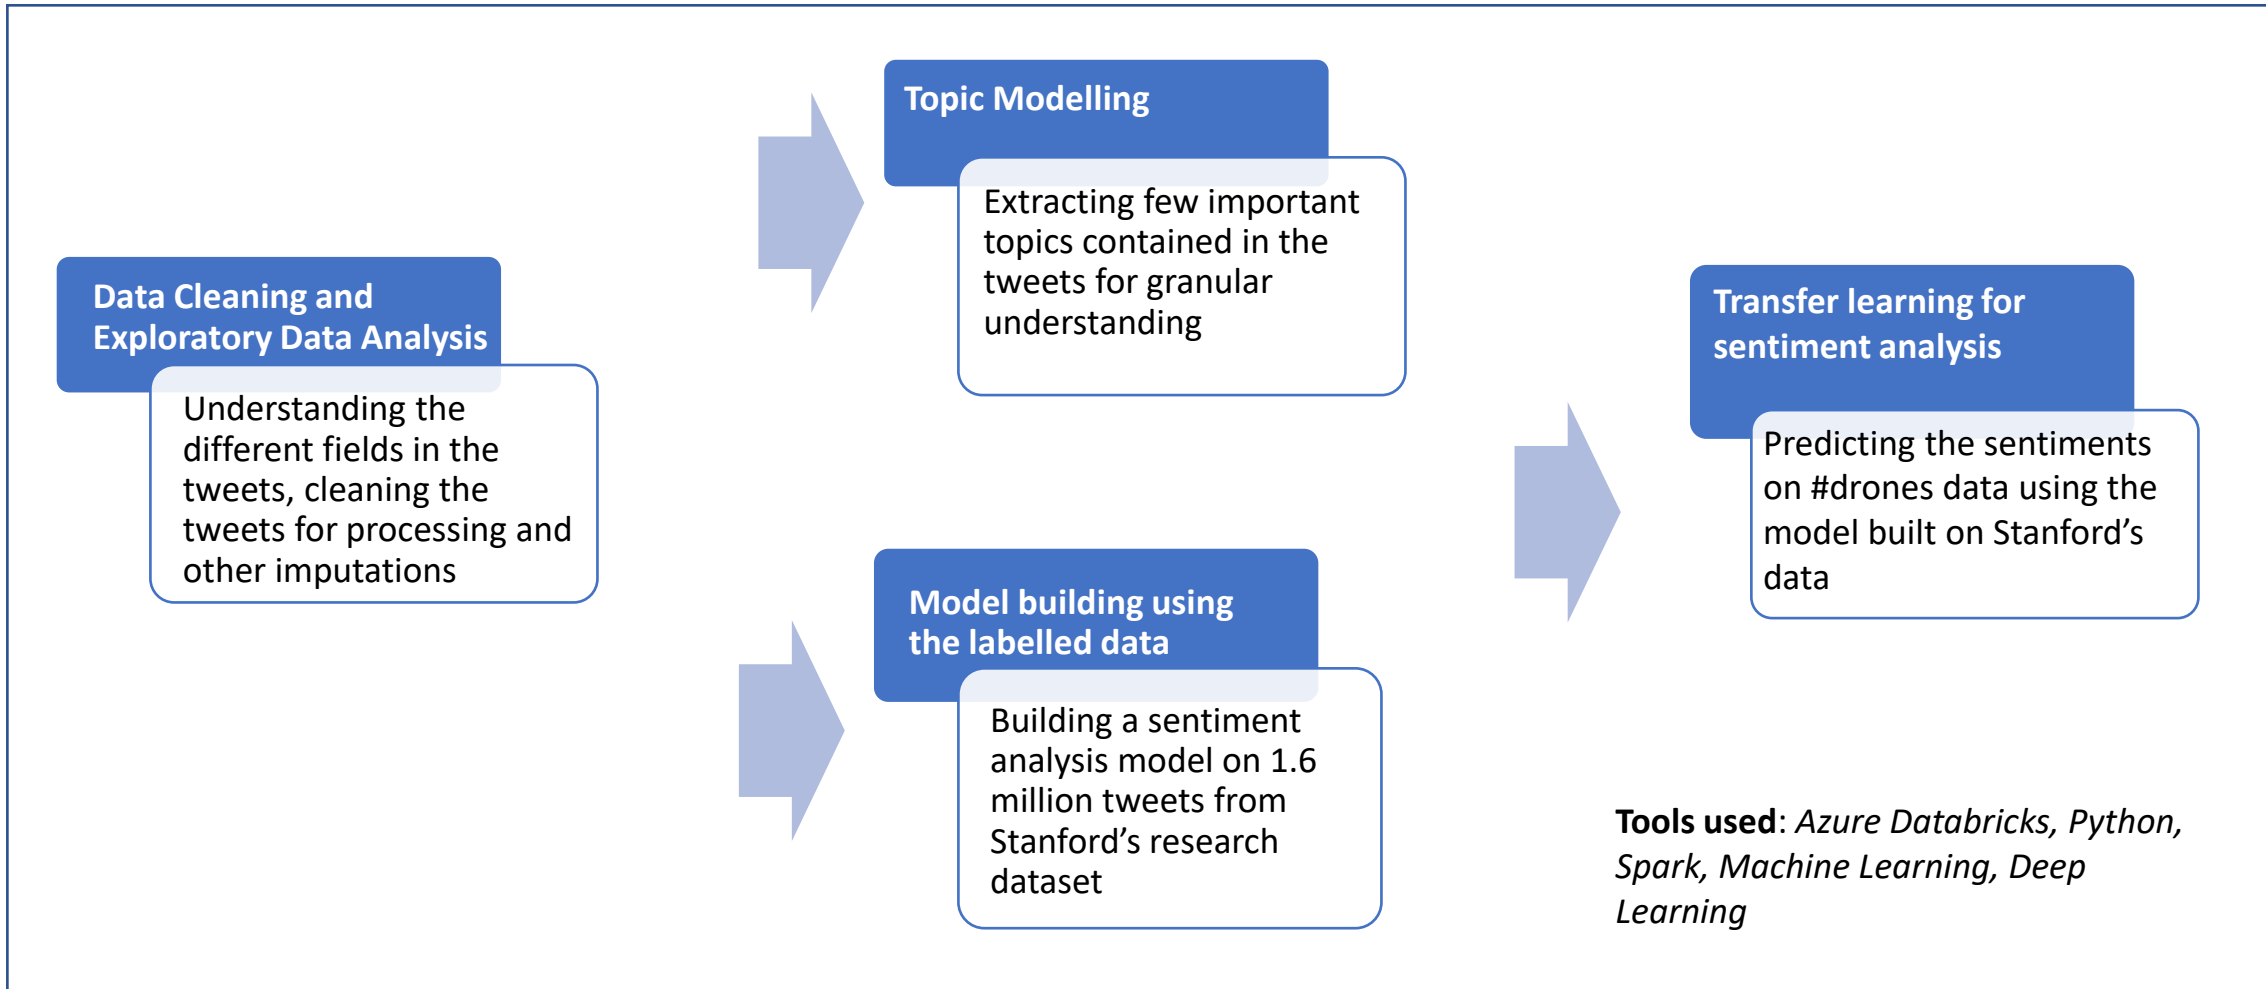 Data Cleaning and
Exploratory Data Analysis
Understanding the
different fields in the
tweets, cleaning the
tweets for processing and
other imputations
Topic Modelling
Extracting few important
topics contained in the
tweets for granular
understanding
Model building using
the labelled data
Building a sentiment
analysis model on 1.6
million tweets from
Stanford’s research
dataset
Transfer learning for
sentiment analysis
Predicting the sentiments
on #drones data using the
model built on Stanford’s
data
Tools used: Azure Databricks, Python,
Spark, Machine Learning, Deep
Learning